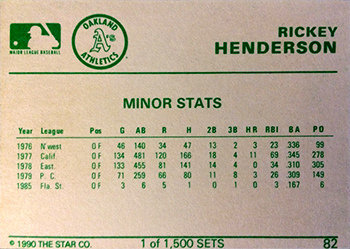 MAJOR LEAGUE BASEBALL
OAKLAND
A's
ATHLETICS
RICKEY
HENDERSON
MINOR STATS
Year League Pos G AB R H 2B 3B HR RBI BA PO
1976 N'west OF 46 140 34 47 13 2 3 23 .336 99
1977 Calif. OF 134 481 120 166 18 4 11 69 .345 278
1978 East. OF 133 455 81 141 14 4 0 34 .310 305
1979 P.C. OF 71 259 66 80 11 8 3 26 .309 149
1985 Fla. St. OF 3 6 5 1 0 1 0 3 .167 6
© 1990 THE STAR CO.
1 of 1,500 SETS
82